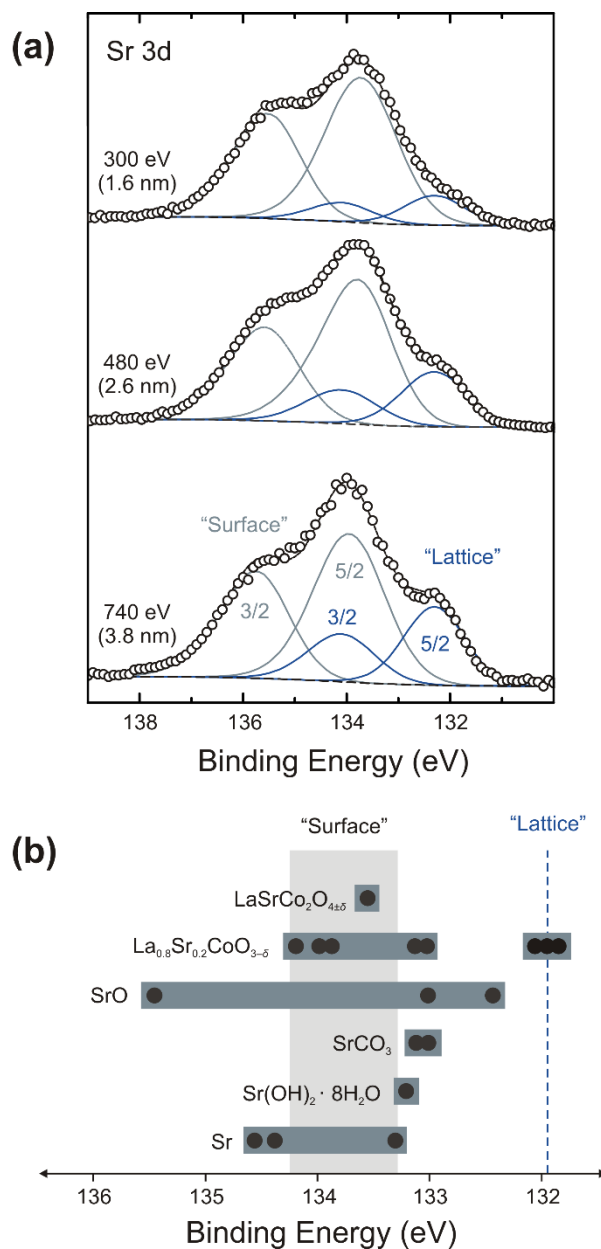 (a)
Sr 3d
300 eV
(1.6 nm)
480 eV
(2.6 nm)
"Surface"
"Lattice"
740 eV
(3.8 nm)
3/2
5/2
3/2
5/2
138
136
134
132
Binding Energy (eV)
(b)
"Surface"
"Lattice"
LaSrCo₂O₄±δ
La₀.₈Sr₀.₂CoO₃₋δ
SrO
SrCO₃
Sr(OH)₂ · 8H₂O
Sr
136
135
134
133
132
Binding Energy (eV)